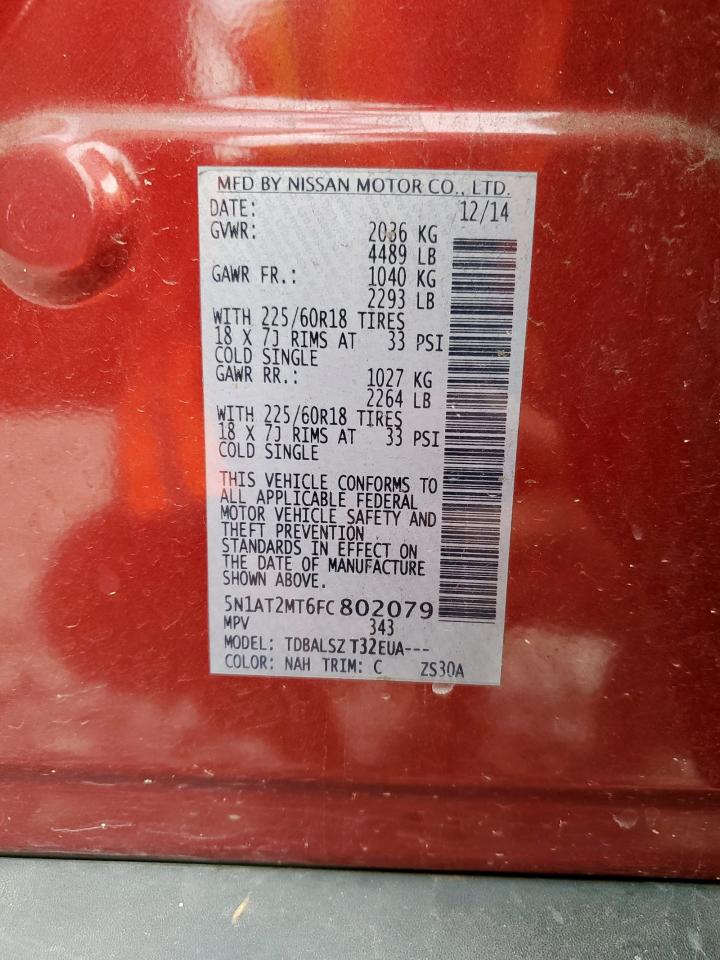 MFD BY NISSAN MOTOR CO., LTD.
DATE: 12/14
GVWR: 2036 KG
4489 LB
GAWR FR.: 1040 KG
2293 LB
WITH 225/60R18 TIRES
18 X 7J RIMS AT 33 PSI
COLD SINGLE
GAWR RR.: 1027 KG
2264 LB
WITH 225/60R18 TIRES
18 X 7J RIMS AT 33 PSI
COLD SINGLE
THIS VEHICLE CONFORMS TO
ALL APPLICABLE FEDERAL
MOTOR VEHICLE SAFETY AND
THEFT PREVENTION
STANDARDS IN EFFECT ON
THE DATE OF MANUFACTURE
SHOWN ABOVE.
5N1AT2MT6FC802079
MPV 343
MODEL: TDBALSZ T32EUA---
COLOR: NAH TRIM: C ZS30A